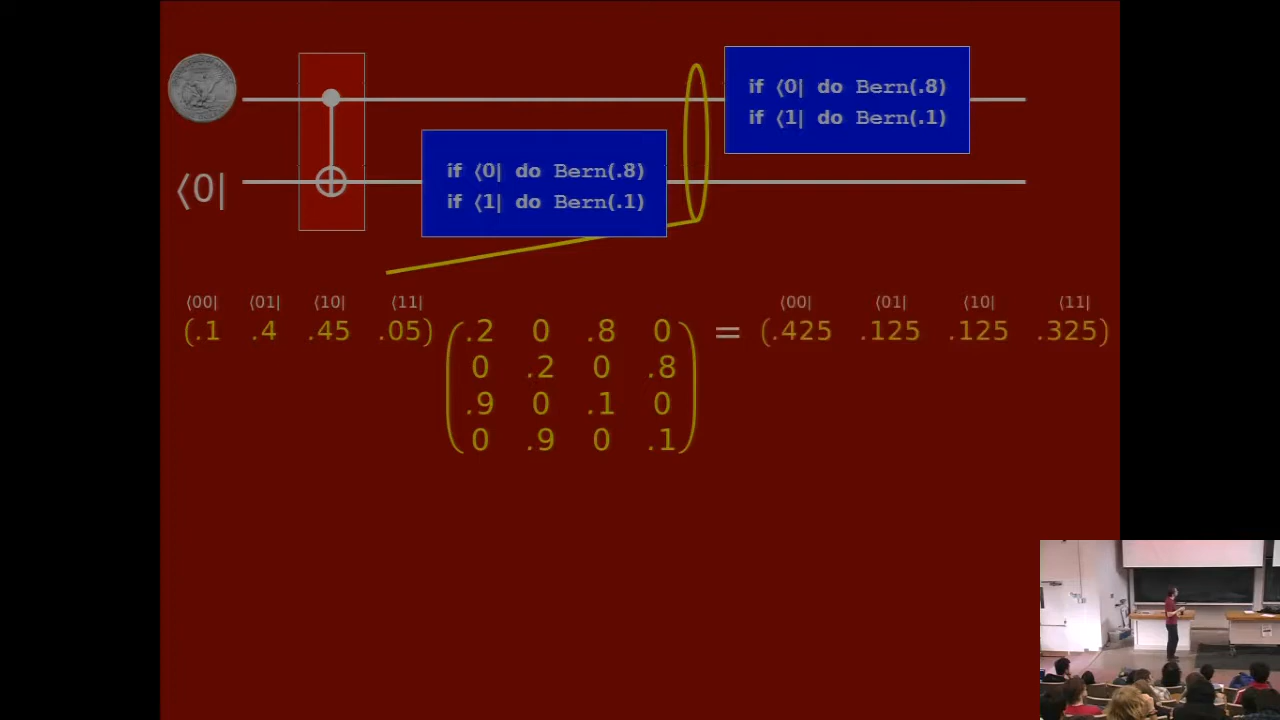 if ⟨0| do Bern(.8)
if ⟨1| do Bern(.1)
⟨0|
if ⟨0| do Bern(.8)
if ⟨1| do Bern(.1)
⟨00| ⟨01| ⟨10| ⟨11| ⟨00| ⟨01| ⟨10| ⟨11|
(.1 .4 .45 .05) (.2 0 .8 0) = (.425 .125 .125 .325)
0 .2 0 .8
.9 0 .1 0
0 .9 0 .1